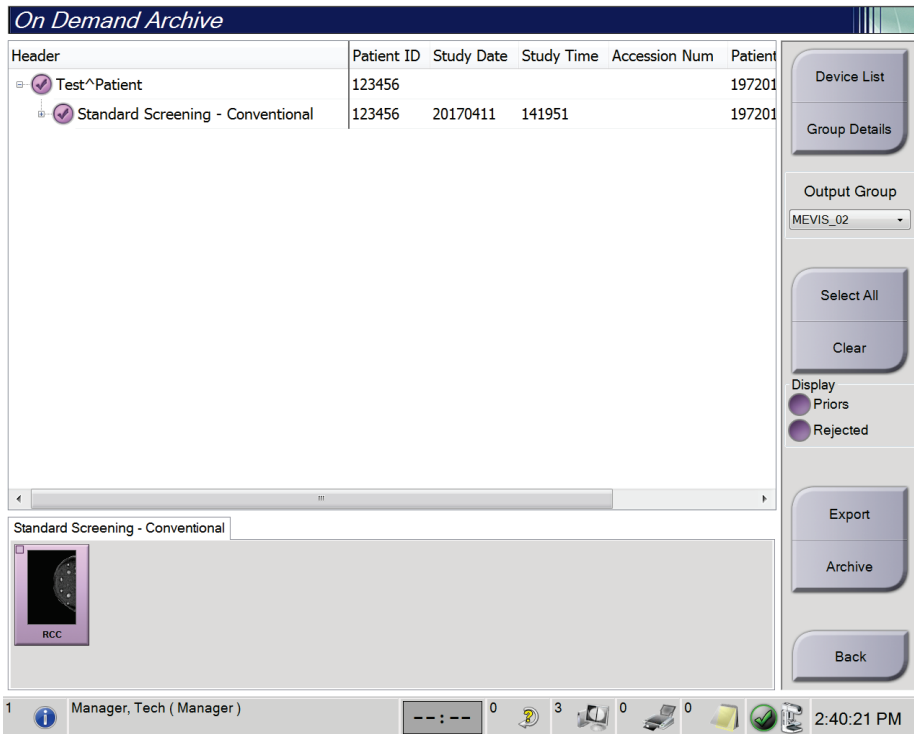 On Demand Archive
Header Patient ID Study Date Study Time Accession Num Patient
Test^Patient 123456 197201
Standard Screening - Conventional 123456 20170411 141951 197201
Device List
Group Details
Output Group
MEVIS_02
Select All
Clear
Display
Priors
Rejected
Export
Archive
Back
Standard Screening - Conventional
RCC
1 Manager, Tech ( Manager ) --:-- 0 3 0 0 2:40:21 PM